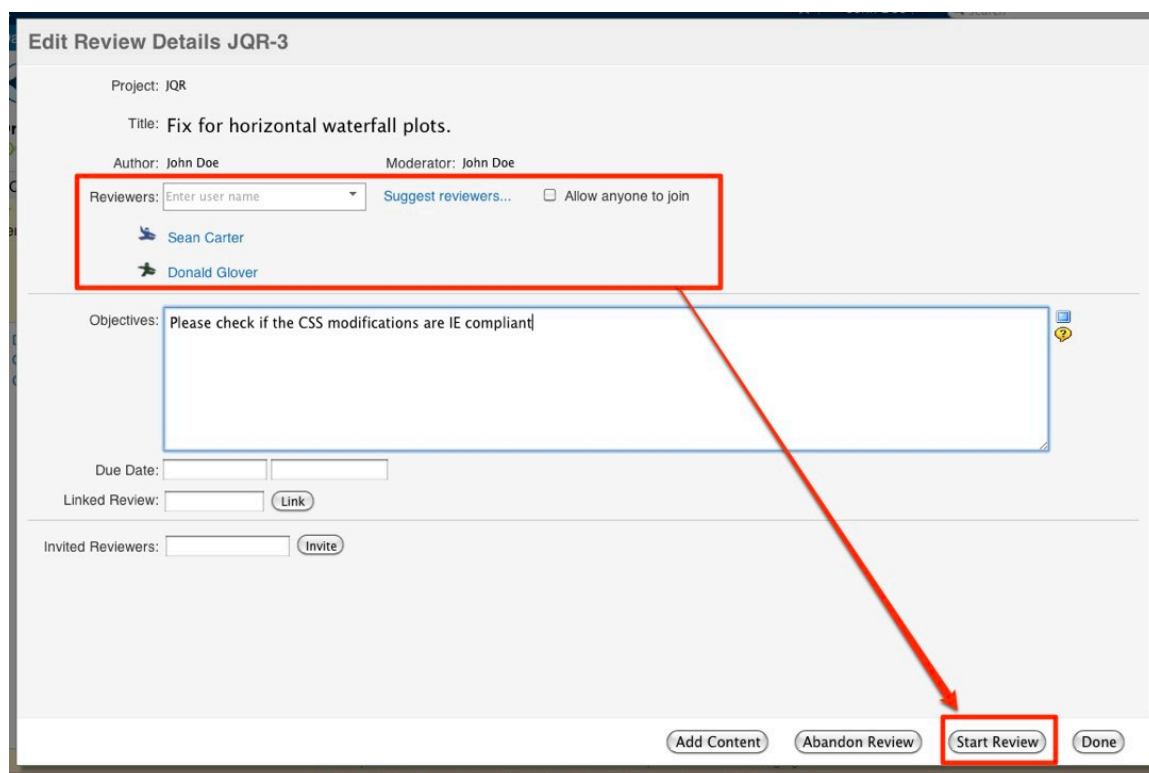 Edit Review Details JQR-3
Project: JQR
Title: Fix for horizontal waterfall plots.
Author: John Doe Moderator: John Doe
Reviewers: Enter user name Suggest reviewers... Allow anyone to join
Sean Carter
Donald Glover
Objectives: Please check if the CSS modifications are IE compliant
Due Date:
Linked Review: Link
Invited Reviewers: Invite
Add Content Abandon Review Start Review Done